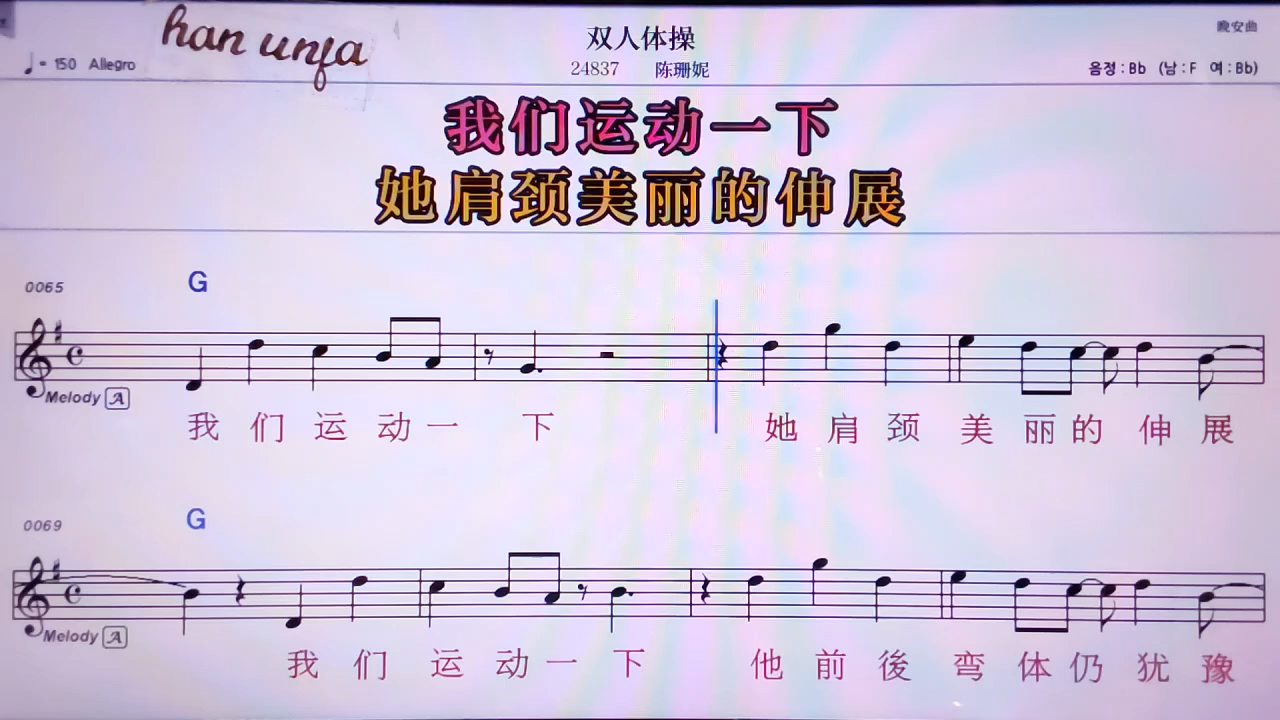 han unfa
双人体操
晚安曲
♩= 150 Allegro
24837 陈珊妮
음정 : Bb (남 : F 여 : Bb)
我们运动一下
她肩颈美丽的伸展
0065
G
Melody A
我们运动一下 她肩颈美丽的伸展
0069
G
Melody A
我们运动一下 他前後弯体仍犹豫